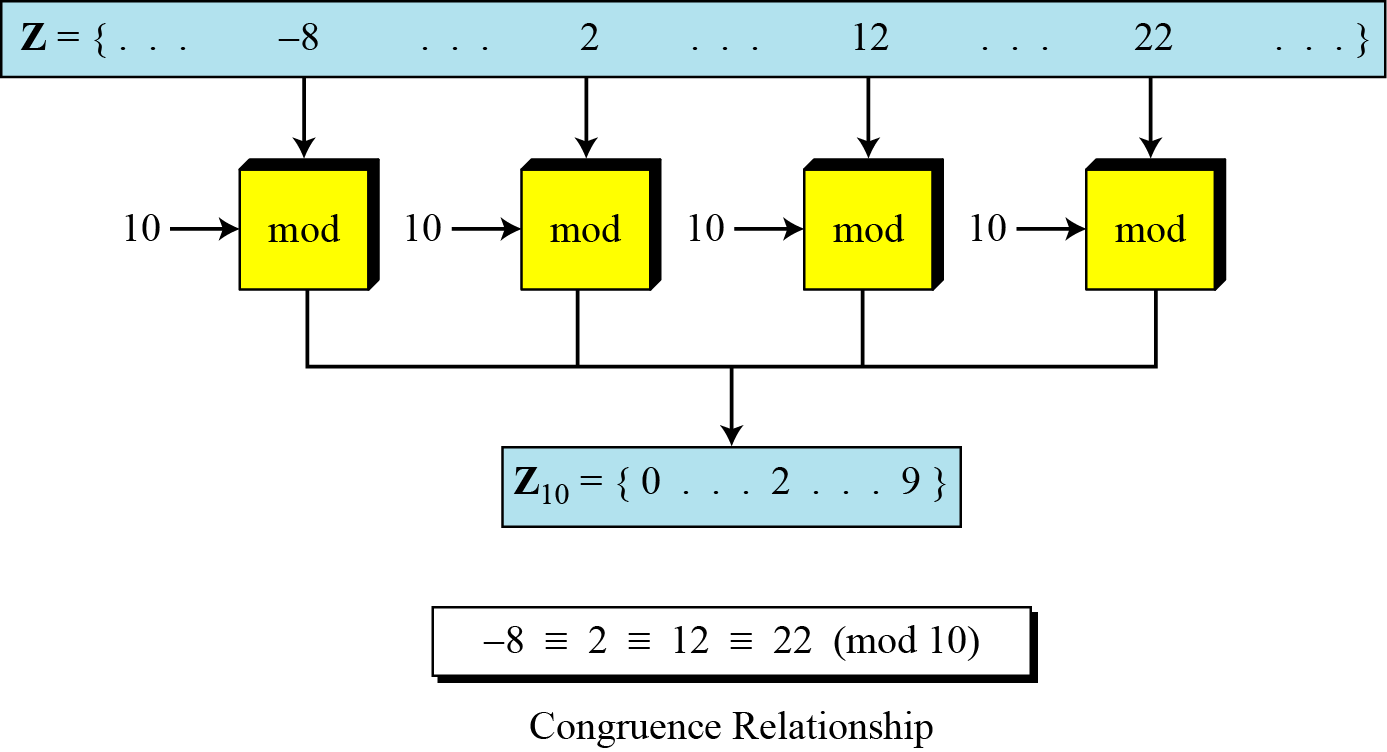 Z = { . . . −8 . . . 2 . . . 12 . . . 22 . . . }
10 mod 10 mod 10 mod 10 mod
Z10 = { 0 . . . 2 . . . 9 }
−8 ≡ 2 ≡ 12 ≡ 22 (mod 10)
Congruence Relationship